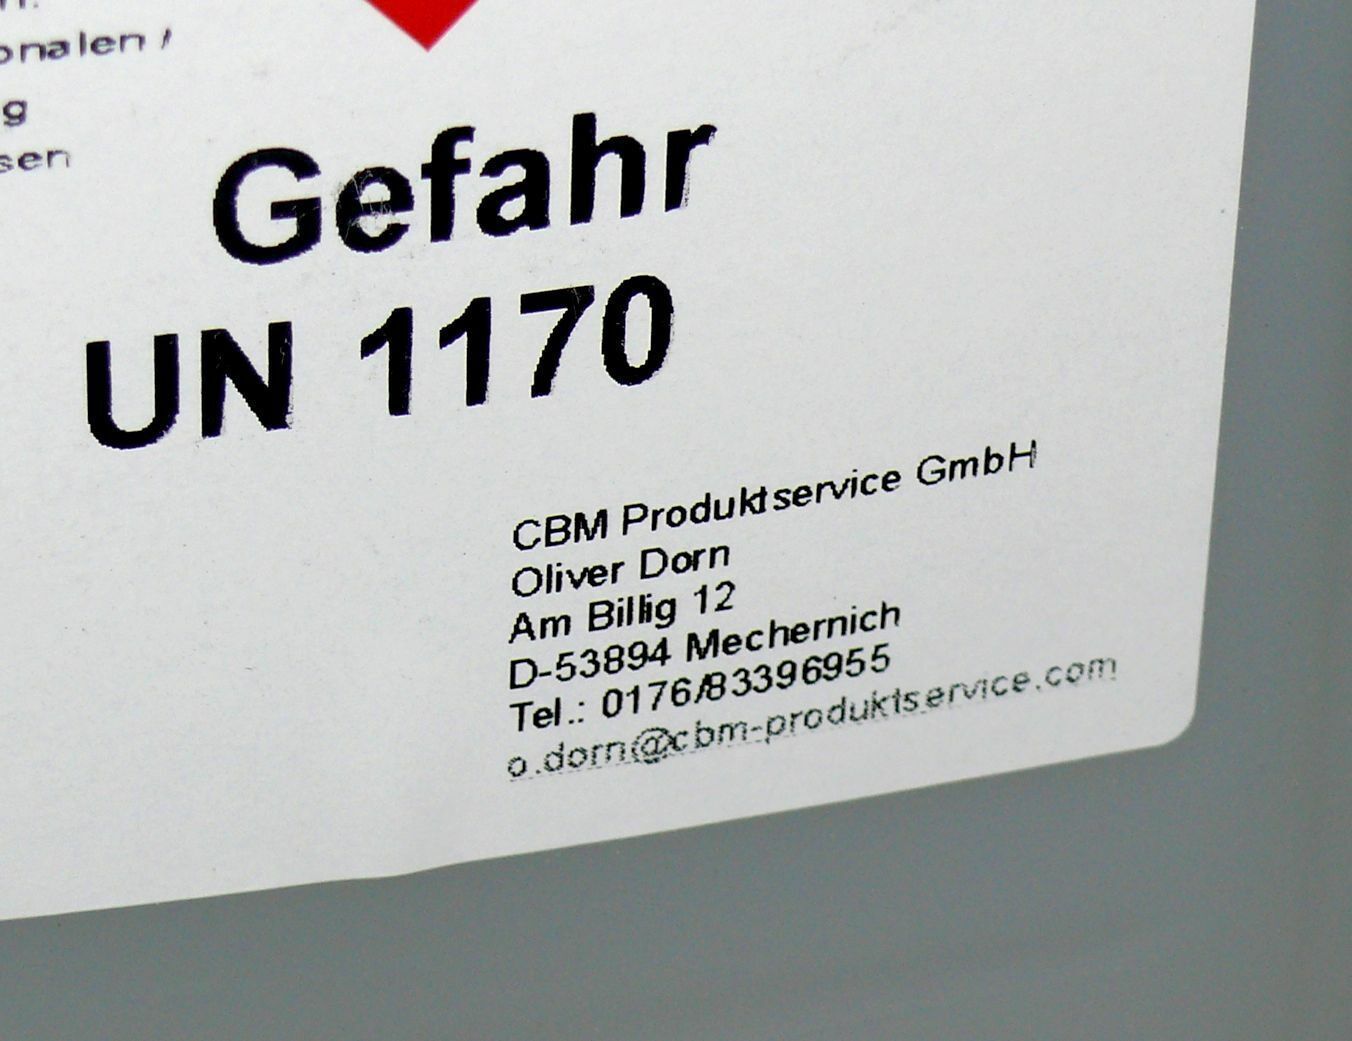 onalen /
g
sen
Gefahr
UN 1170
CBM Produktservice GmbH
Oliver Dorn
Am Billig 12
D-53894 Mechernich
Tel.: 0176/83396955
o.dorn@cbm-produktservice.com